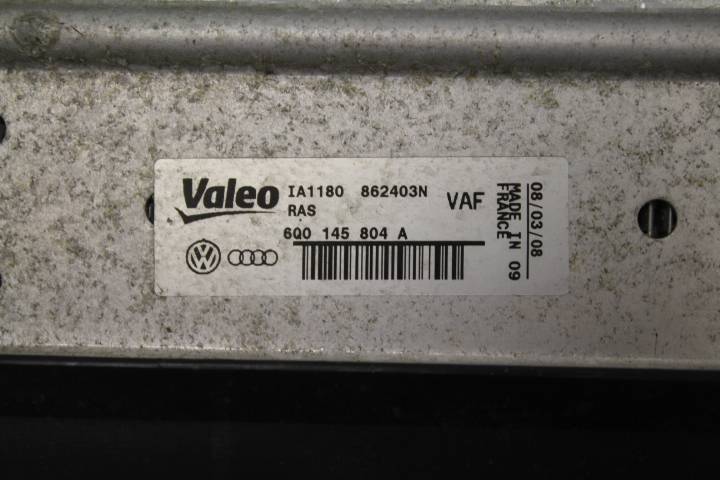 Valeo IA1180 862403N VAF
RAS
6Q0 145 804 A
08/03/08
MADE IN 09
FRANCE